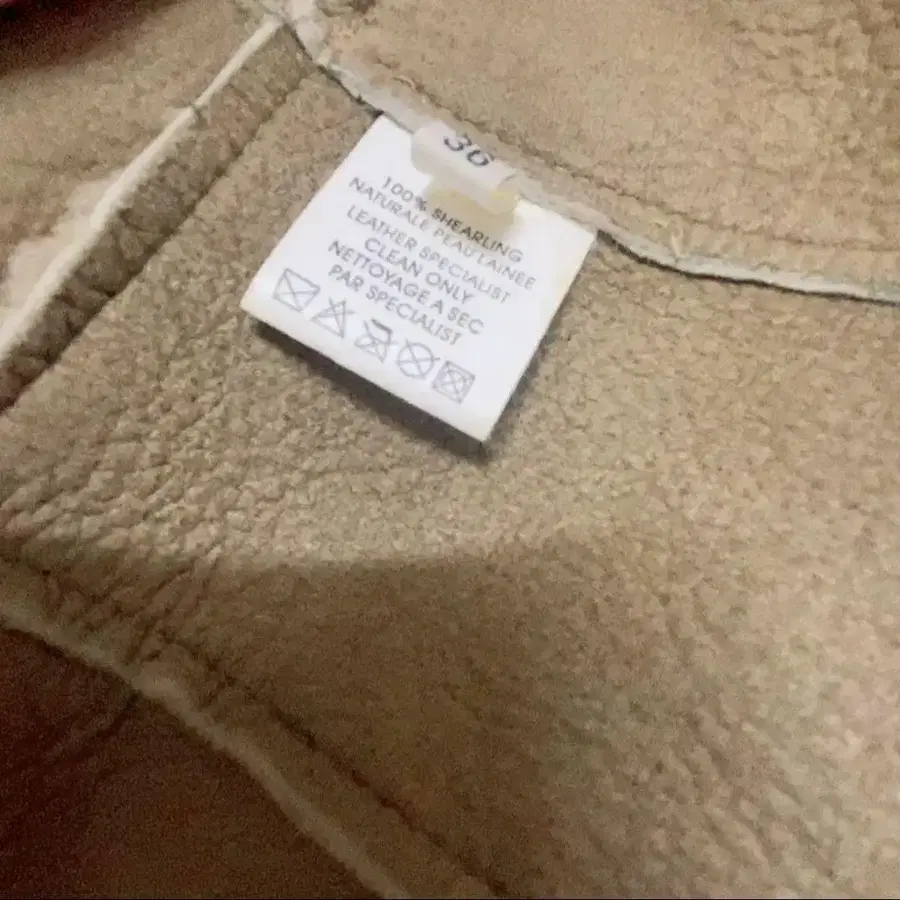 36
100% SHEARLING
NATURALE PEAU LAINEE
LEATHER SPECIALIST
CLEAN ONLY
NETTOYAGE A SEC
PAR SPECIALIST